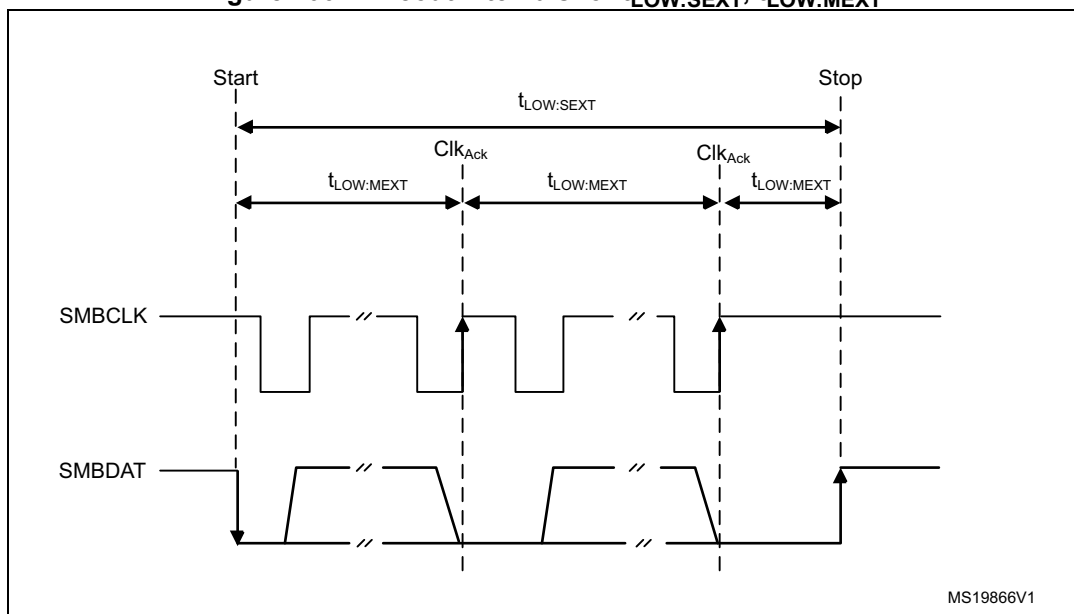 Start
Stop
tLOW:SEXT
ClkAck
ClkAck
tLOW:MEXT
tLOW:MEXT
tLOW:MEXT
SMBCLK
SMBDAT
MS19866V1